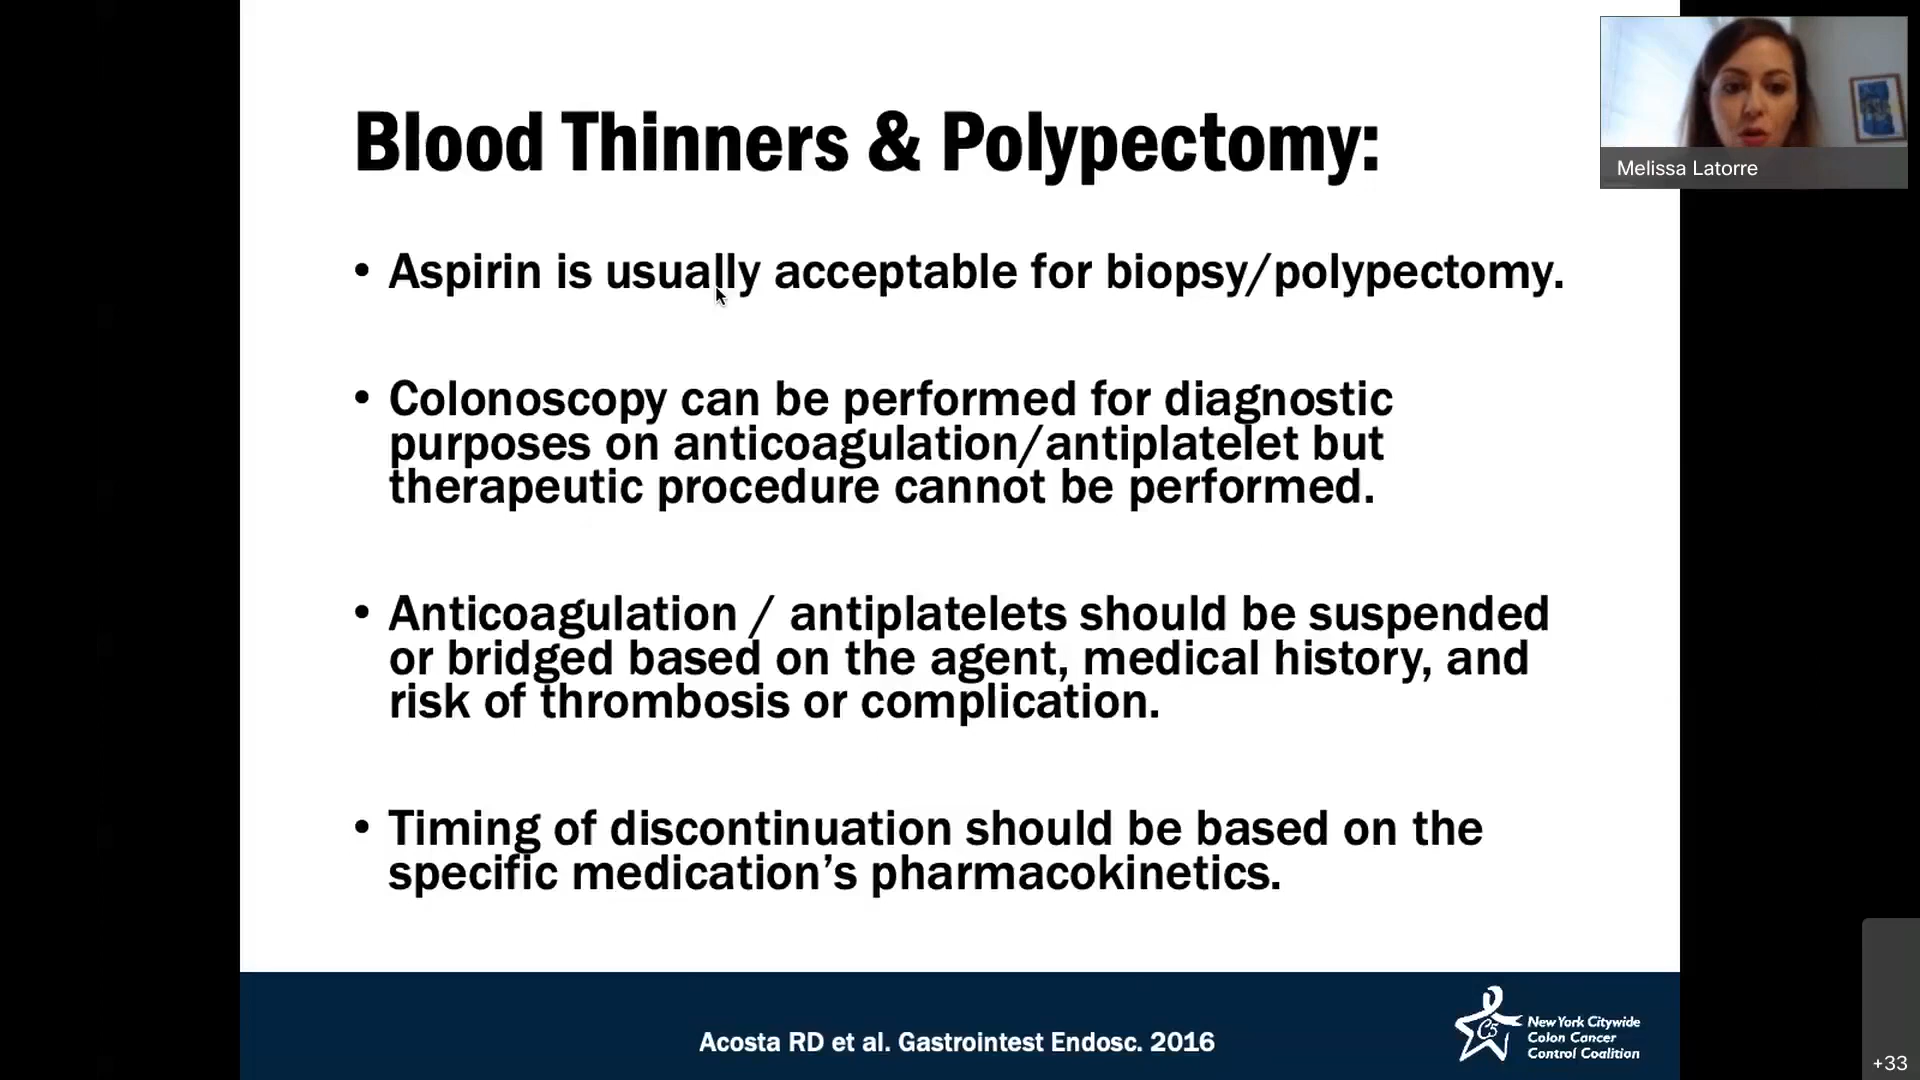 Blood Thinners & Polypectomy:
Melissa Latorre
• Aspirin is usually acceptable for biopsy/polypectomy.
• Colonoscopy can be performed for diagnostic
purposes on anticoagulation/antiplatelet but
therapeutic procedure cannot be performed.
• Anticoagulation / antiplatelets should be suspended
or bridged based on the agent, medical history, and
risk of thrombosis or complication.
• Timing of discontinuation should be based on the
specific medication’s pharmacokinetics.
Acosta RD et al. Gastrointest Endosc. 2016
C5
New York Citywide
Colon Cancer
Control Coalition
+33